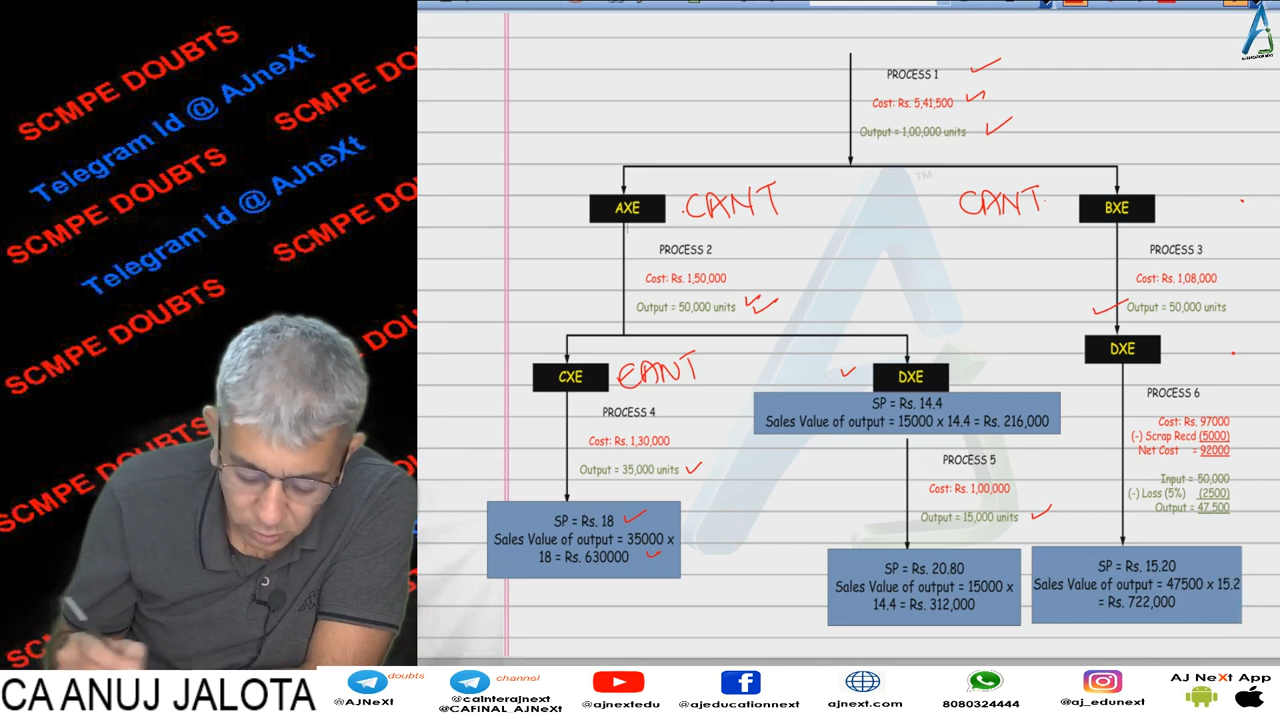 SCMPE DOUBTS
Telegram Id @ AJneXt
SCMPE DOUBTS
SCMPE DOUBTS
Telegram Id @ AJneXt
SCMPE DOUBTS
SCMPE DOUBTS
PROCESS 1
Cost: Rs. 5,41,500
Output = 1,00,000 units
TM
AXE
CANT
CANT
BXE
PROCESS 2
Cost: Rs. 1,50,000
Output = 50,000 units
PROCESS 3
Cost: Rs. 1,08,000
Output = 50,000 units
CXE
CANT
DXE
DXE
SP = Rs. 14.4
Sales Value of output = 15000 x 14.4 = Rs. 216,000
PROCESS 4
Cost: Rs. 1,30,000
Output = 35,000 units
PROCESS 5
Cost: Rs. 1,00,000
Output = 15,000 units
PROCESS 6
Cost: Rs. 97000
(-) Scrap Recd (5000)
Net Cost = 92000
Input = 50,000
(-) Loss (5%) (2500)
Output = 47,500
SP = Rs. 18
Sales Value of output = 35000 x
18 = Rs. 630000
SP = Rs. 20.80
Sales Value of output = 15000 x
14.4 = Rs. 312,000
SP = Rs. 15.20
Sales Value of output = 47500 x 15.2
= Rs. 722,000
CA ANUJ JALOTA
doubts
@AJNeXt
channel
@caInterajnext
@CAFINAL_AJNeXt
@ajnextedu
@ajeducationnext
ajnext.com
8080324444
@aj_edunext
AJ NeXt App